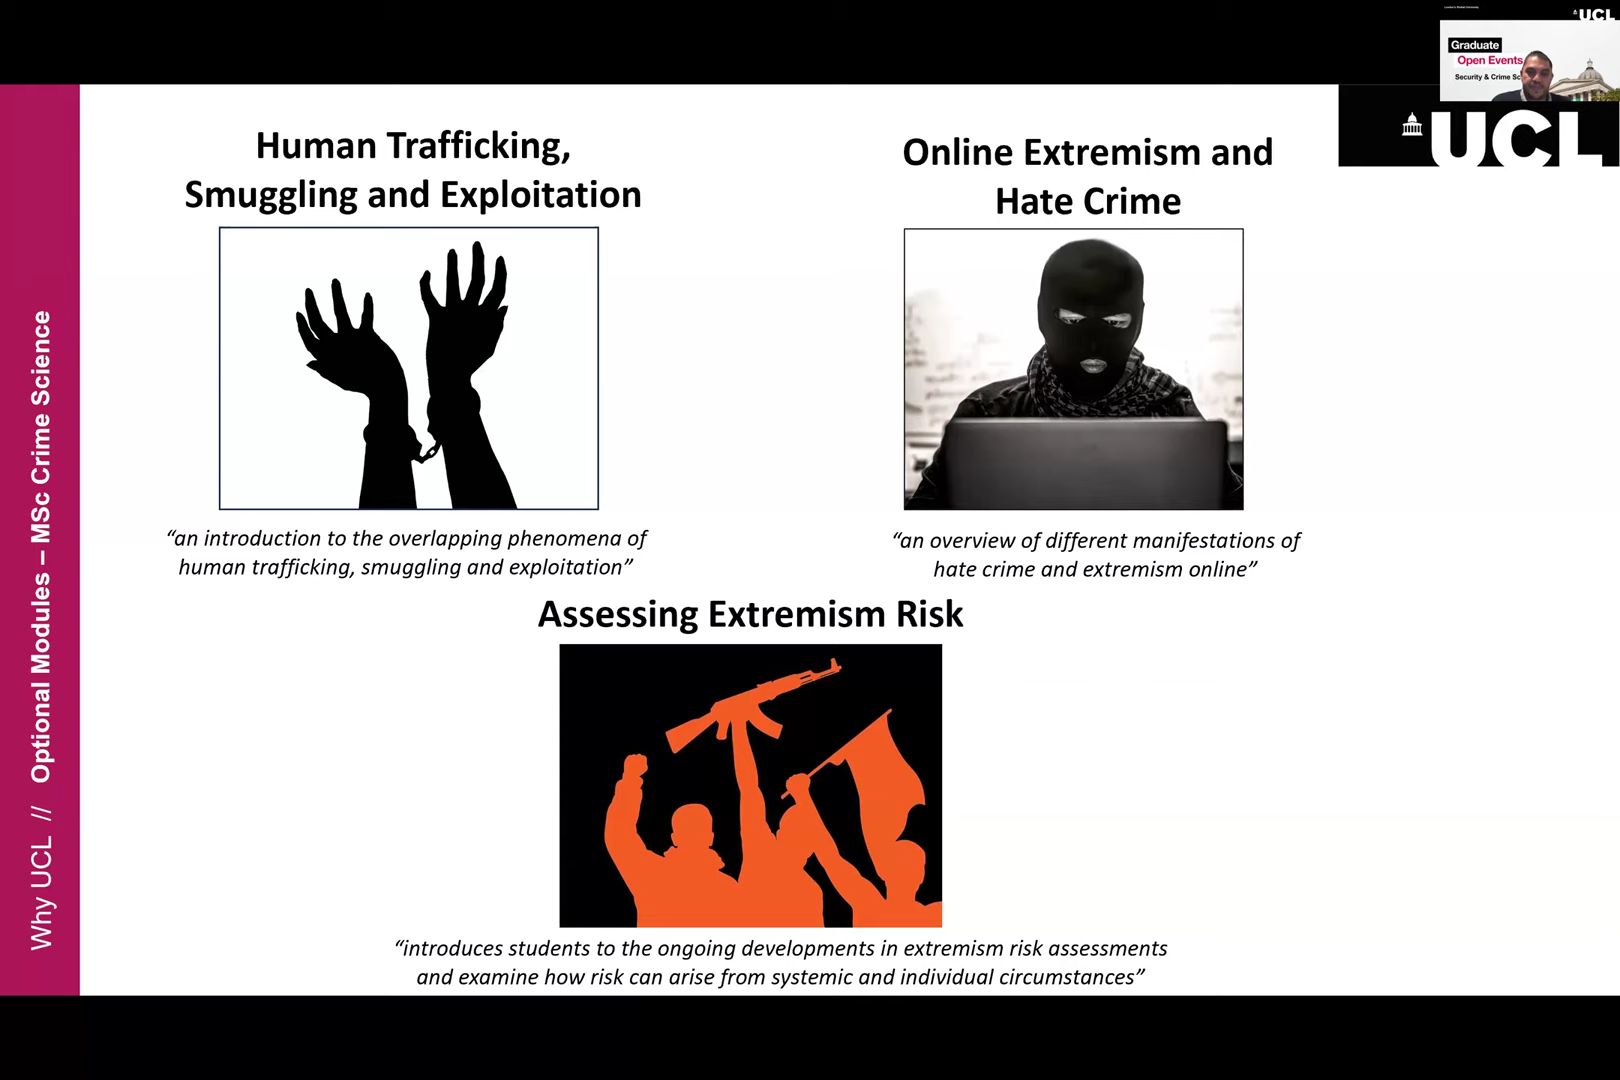 Why UCL // Optional Modules – MSc Crime Science
Human Trafficking,
Smuggling and Exploitation
“an introduction to the overlapping phenomena of
human trafficking, smuggling and exploitation”
Online Extremism and
Hate Crime
“an overview of different manifestations of
hate crime and extremism online”
Assessing Extremism Risk
“introduces students to the ongoing developments in extremism risk assessments
and examine how risk can arise from systemic and individual circumstances”
UCL
Graduate
Open Events
Security & Crime
UCL